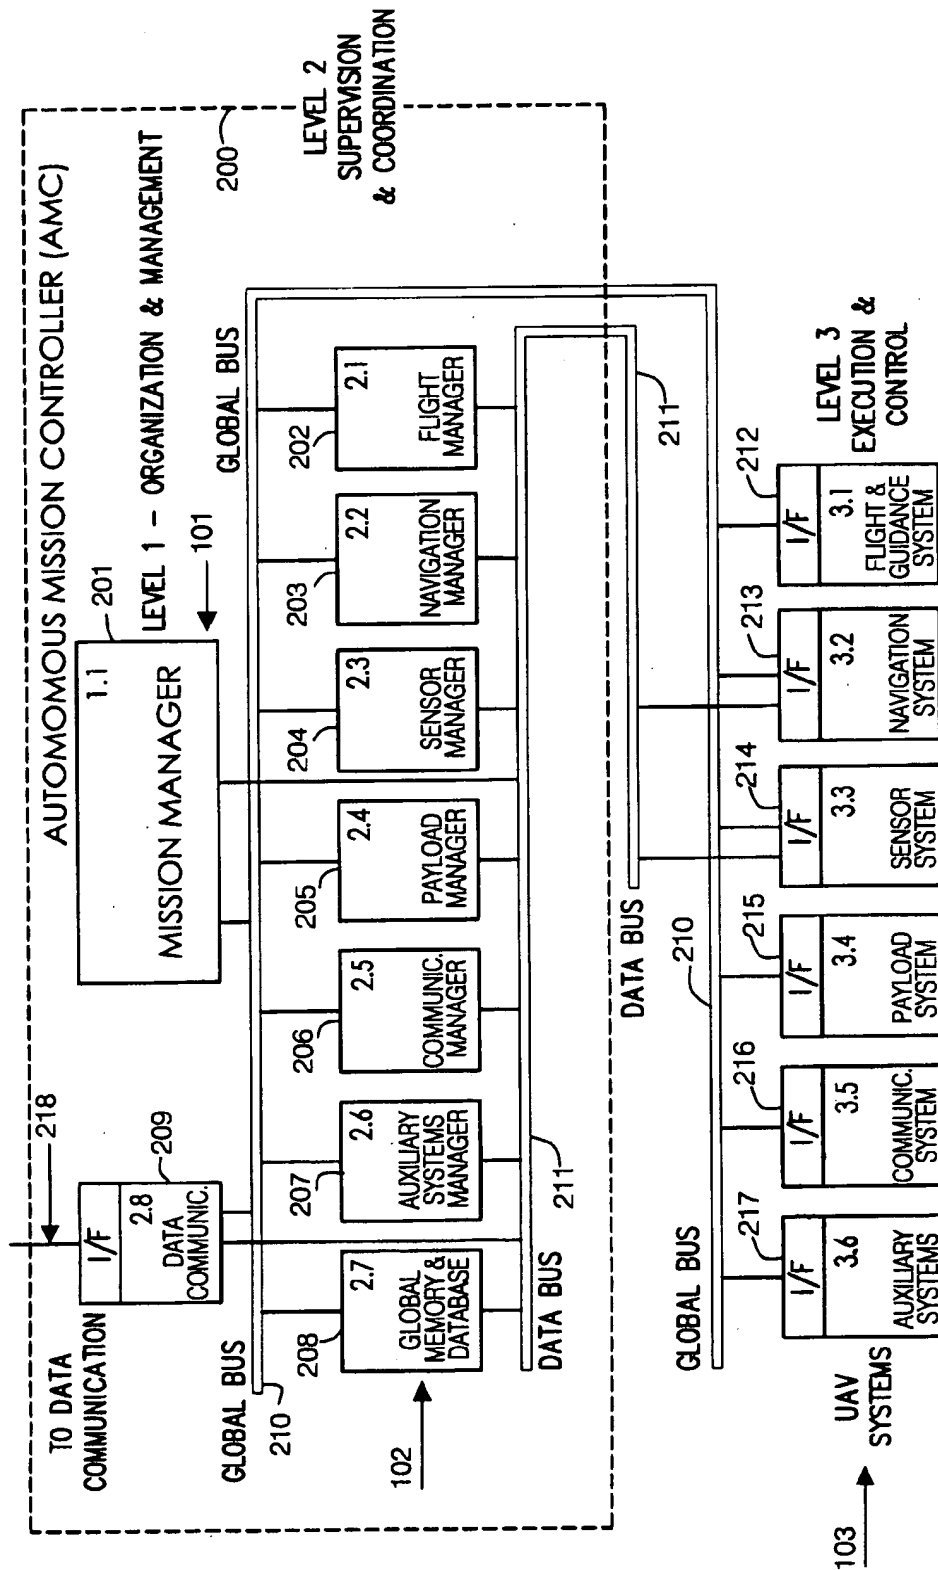 TO DATA
COMMUNICATION
218
I/F
2.8
DATA
COMMUNIC.
209
AUTOMOMOUS MISSION CONTROLLER (AMC)
1.1
MISSION MANAGER
201
LEVEL 1 - ORGANIZATION & MANAGEMENT
101
200
LEVEL 2
SUPERVISION
& COORDINATION
GLOBAL BUS
210
GLOBAL BUS
102
2.7
GLOBAL
MEMORY &
DATABASE
208
2.6
AUXILIARY
SYSTEMS
MANAGER
207
2.5
COMMUNIC.
MANAGER
206
2.4
PAYLOAD
MANAGER
205
2.3
SENSOR
MANAGER
204
2.2
NAVIGATION
MANAGER
203
2.1
FLIGHT
MANAGER
202
DATA BUS
211
DATA BUS
211
GLOBAL BUS
210
103
UAV
SYSTEMS
217
I/F
3.6
AUXILIARY
SYSTEMS
216
I/F
3.5
COMMUNIC.
SYSTEM
215
I/F
3.4
PAYLOAD
SYSTEM
214
I/F
3.3
SENSOR
SYSTEM
213
I/F
3.2
NAVIGATION
SYSTEM
212
I/F
3.1
FLIGHT &
GUIDANCE
SYSTEM
LEVEL 3
EXECUTION &
CONTROL